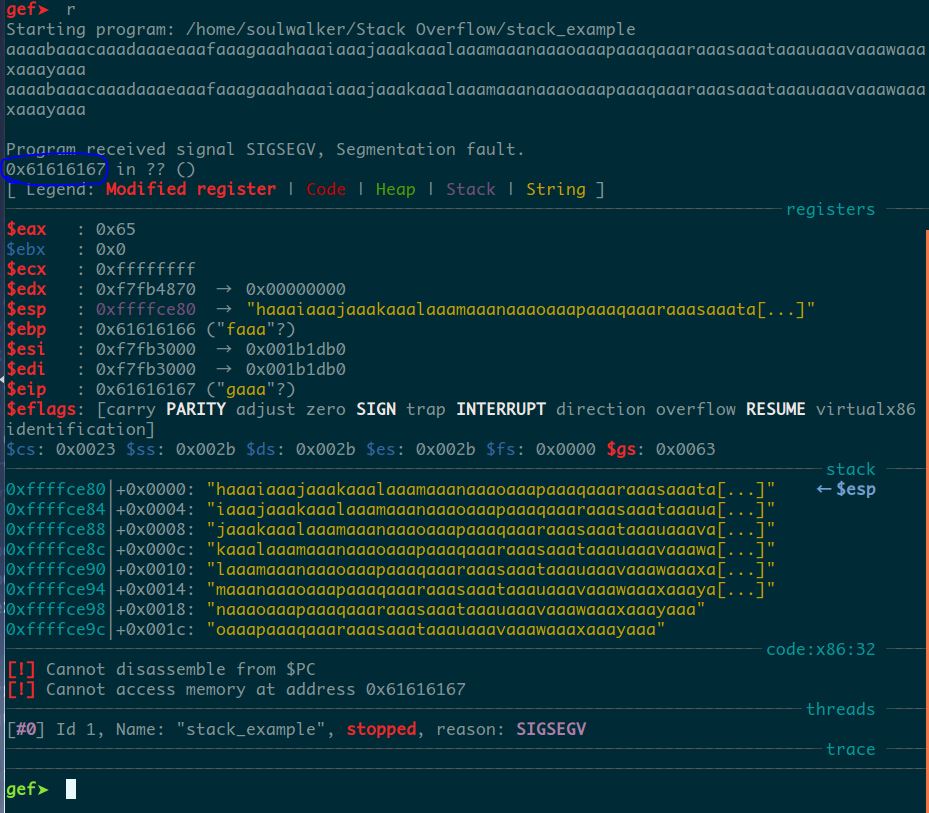 gef➤  r
Starting program: /home/soulwalker/Stack Overflow/stack_example
aaaabaaacaaadaaaeaaafaaagaaahaaaiaaajaaakaaalaaamaaanaaaoaaapaaaqaaaraaasaaataaauaaavaaawaaa
xaaayaaa
aaaabaaacaaadaaaeaaafaaagaaahaaaiaaajaaakaaalaaamaaanaaaoaaapaaaqaaaraaasaaataaauaaavaaawaaa
xaaayaaa
Program received signal SIGSEGV, Segmentation fault.
0x61616167 in ?? ()
[ Legend: Modified register | Code | Heap | Stack | String ]
registers
$eax   : 0x65
$ebx   : 0x0
$ecx   : 0xffffffff
$edx   : 0xf7fb4870  →  0x00000000
$esp   : 0xffffce80  →  "haaaiaaajaaakaaalaaamaaanaaaoaaapaaaqaaaraaasaaata[...]"
$ebp   : 0x61616166 ("faaa"?)
$esi   : 0xf7fb3000  →  0x001b1db0
$edi   : 0xf7fb3000  →  0x001b1db0
$eip   : 0x61616167 ("gaaa"?)
$eflags: [carry PARITY adjust zero SIGN trap INTERRUPT direction overflow RESUME virtualx86
identification]
$cs: 0x0023 $ss: 0x002b $ds: 0x002b $es: 0x002b $fs: 0x0000 $gs: 0x0063
stack
0xffffce80│+0x0000: "haaaiaaajaaakaaalaaamaaanaaaoaaapaaaqaaaraaasaaata[...]"    ← $esp
0xffffce84│+0x0004: "iaaajaaakaaalaaamaaanaaaoaaapaaaqaaaraaasaaataaaua[...]"
0xffffce88│+0x0008: "jaaakaaalaaamaaanaaaoaaapaaaqaaaraaasaaataaauaaava[...]"
0xffffce8c│+0x000c: "kaaalaaamaaanaaaoaaapaaaqaaaraaasaaataaauaaavaaawa[...]"
0xffffce90│+0x0010: "laaamaaanaaaoaaapaaaqaaaraaasaaataaauaaavaaawaaaxa[...]"
0xffffce94│+0x0014: "maaanaaaoaaapaaaqaaaraaasaaataaauaaavaaawaaaxaaaya[...]"
0xffffce98│+0x0018: "naaaoaaapaaaqaaaraaasaaataaauaaavaaawaaaxaaayaaa"
0xffffce9c│+0x001c: "oaaapaaaqaaaraaasaaataaauaaavaaawaaaxaaayaaa"
code:x86:32
[!] Cannot disassemble from $PC
[!] Cannot access memory at address 0x61616167
threads
[#0] Id 1, Name: "stack_example", stopped, reason: SIGSEGV
trace
gef➤